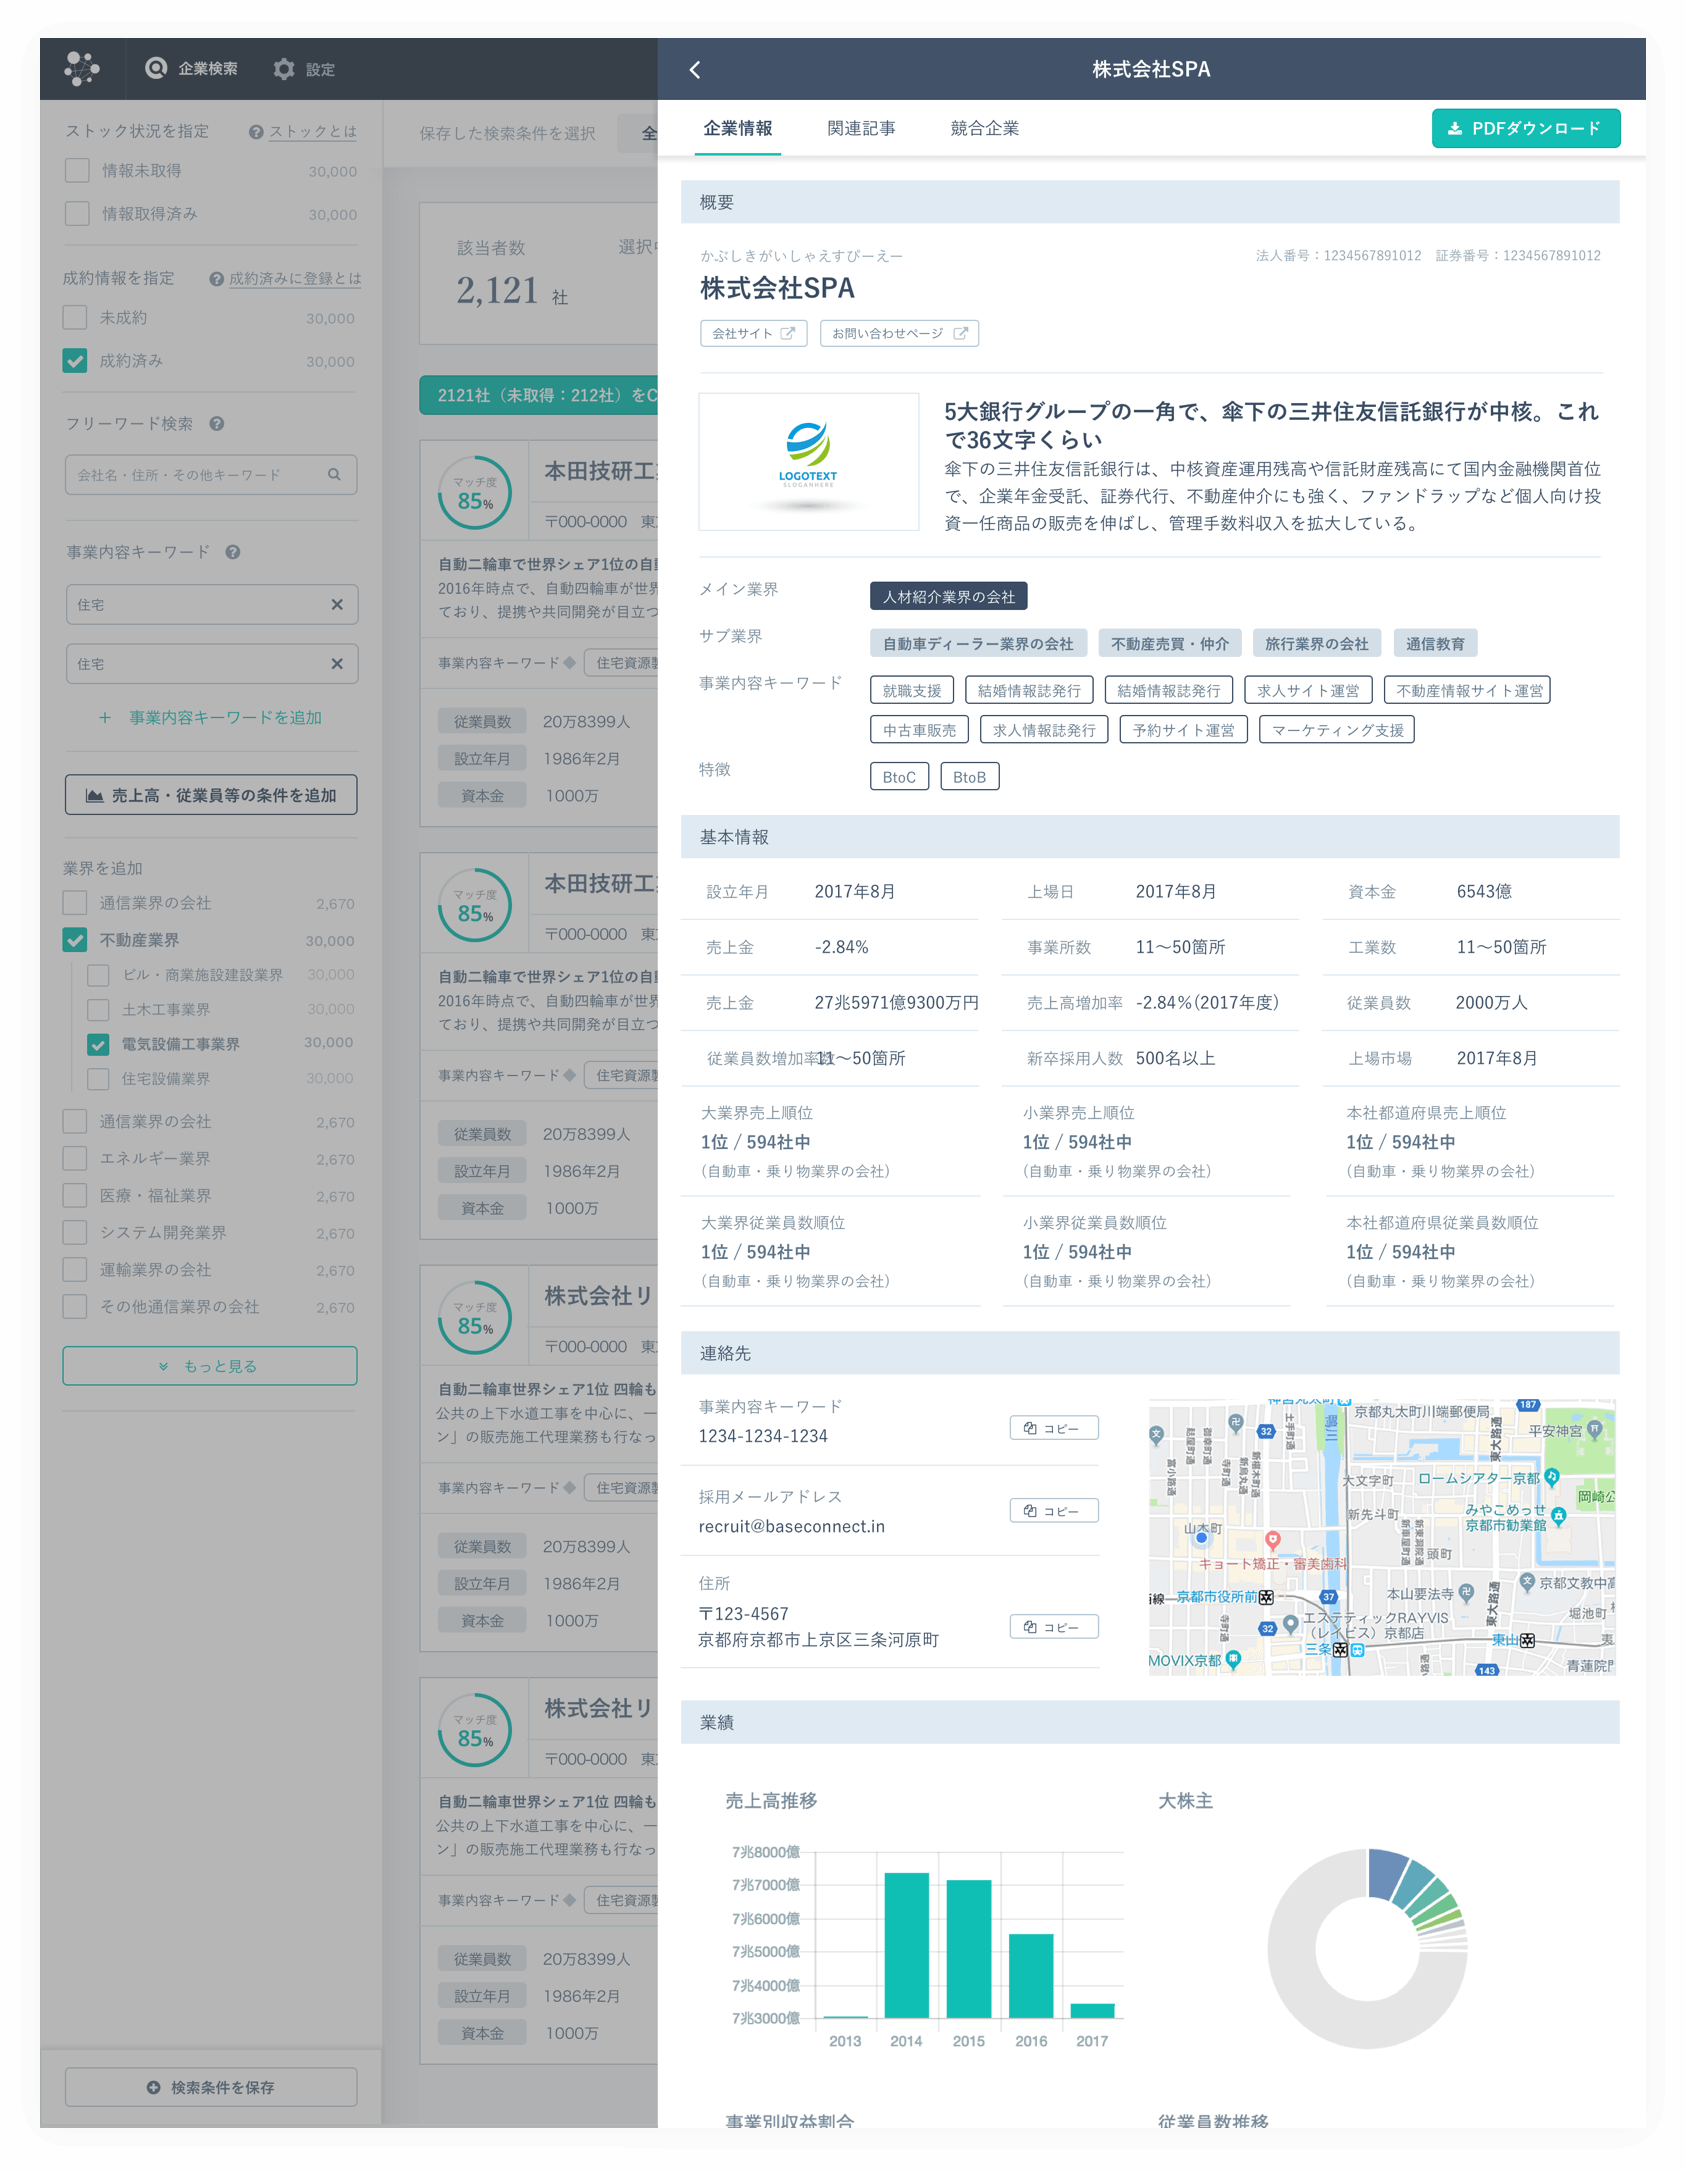 企業検索
設定
ストック状況を指定 ストックとは
情報未取得 30,000
情報取得済み 30,000
成約情報を指定 成約済みに登録とは
未成約 30,000
成約済み 30,000
フリーワード検索
会社名・住所・その他キーワード
事業内容キーワード
住宅
住宅
+ 事業内容キーワードを追加
売上高・従業員等の条件を追加
業界を追加
通信業界の会社 2,670
不動産業界 30,000
ビル・商業施設建設業界 30,000
土木工事業界 30,000
電気設備工事業界 30,000
住宅設備業界 30,000
通信業界の会社 2,670
エネルギー業界 2,670
医療・福祉業界 2,670
システム開発業界 2,670
運輸業界の会社 2,670
その他通信業界の会社 2,670
もっと見る
検索条件を保存
保存した検索条件を選択 全
該当者数 選択
2,121 社
2121社（未取得：212社）をC
マッチ度
85%
本田技研工
〒000-0000 東
自動二輪車で世界シェア1位の自
2016年時点で、自動四輪車が世界
ており、提携や共同開発が目立つ
事業内容キーワード 住宅資源
従業員数 20万8399人
設立年月 1986年2月
資本金 1000万
マッチ度
85%
本田技研工
〒000-0000 東
自動二輪車で世界シェア1位の自
2016年時点で、自動四輪車が世界
ており、提携や共同開発が目立つ
事業内容キーワード 住宅資源
従業員数 20万8399人
設立年月 1986年2月
資本金 1000万
マッチ度
85%
株式会社リ
〒000-0000 東
自動二輪車世界シェア1位 四輪も
公共の上下水道工事を中心に、一
ン」の販売施工代理業務も行なっ
事業内容キーワード 住宅資源
従業員数 20万8399人
設立年月 1986年2月
資本金 1000万
マッチ度
85%
株式会社リ
〒000-0000 東
自動二輪車世界シェア1位 四輪も
公共の上下水道工事を中心に、一
ン」の販売施工代理業務も行なっ
事業内容キーワード 住宅資源
従業員数 20万8399人
設立年月 1986年2月
資本金 1000万
株式会社SPA
企業情報 関連記事 競合企業 PDFダウンロード
概要
かぶしきがいしゃえすぴーえー 法人番号：1234567891012 証券番号：1234567891012
株式会社SPA
会社サイト お問い合わせページ
LOGOTEXT
SLOGANHERE
5大銀行グループの一角で、傘下の三井住友信託銀行が中核。これ
で36文字くらい
傘下の三井住友信託銀行は、中核資産運用残高や信託財産残高にて国内金融機関首位
で、企業年金受託、証券代行、不動産仲介にも強く、ファンドラップなど個人向け投
資一任商品の販売を伸ばし、管理手数料収入を拡大している。
メイン業界 人材紹介業界の会社
サブ業界 自動車ディーラー業界の会社 不動産売買・仲介 旅行業界の会社 通信教育
事業内容キーワード 就職支援 結婚情報誌発行 結婚情報誌発行 求人サイト運営 不動産情報サイト運営
中古車販売 求人情報誌発行 予約サイト運営 マーケティング支援
特徴 BtoC BtoB
基本情報
設立年月 2017年8月 上場日 2017年8月 資本金 6543億
売上金 -2.84% 事業所数 11〜50箇所 工業数 11〜50箇所
売上金 27兆5971億9300万円 売上高増加率 -2.84%(2017年度) 従業員数 2000万人
従業員数増加率数 11〜50箇所 新卒採用人数 500名以上 上場市場 2017年8月
大業界売上順位 小業界売上順位 本社都道府県売上順位
1位 / 594社中 1位 / 594社中 1位 / 594社中
(自動車・乗り物業界の会社) (自動車・乗り物業界の会社) (自動車・乗り物業界の会社)
大業界従業員数順位 小業界従業員数順位 本社都道府県従業員数順位
1位 / 594社中 1位 / 594社中 1位 / 594社中
(自動車・乗り物業界の会社) (自動車・乗り物業界の会社) (自動車・乗り物業界の会社)
連絡先
事業内容キーワード
1234-1234-1234 コピー
採用メールアドレス
recruit@baseconnect.in コピー
住所
〒123-4567
京都府京都市上京区三条河原町 コピー
京都丸太町川端郵便局
187
32
平安神宮
東大路通
土手町通
御幸町通
麩屋町通
富小路通
寺町通
新烏丸通
新椹木町通
鴨川
大文字町
ロームシアター京都
岡崎公
新先斗町
みやこめっせ
京都市勧業館
山本町
新東洞院通
新車屋町通
頭町
キョート矯正・審美歯科
京都市役所前
37
本山要法寺
東大路通
京都文教中高
堀池町
32
エステティックRAYVIS
（レイビス）京都店
寺町通
三条
東山
MOVIX京都
143
青蓮院門
業績
売上高推移
7兆8000億
7兆7000億
7兆6000億
7兆5000億
7兆4000億
7兆3000億
2013 2014 2015 2016 2017
大株主
事業別収益割合
従業員数推移